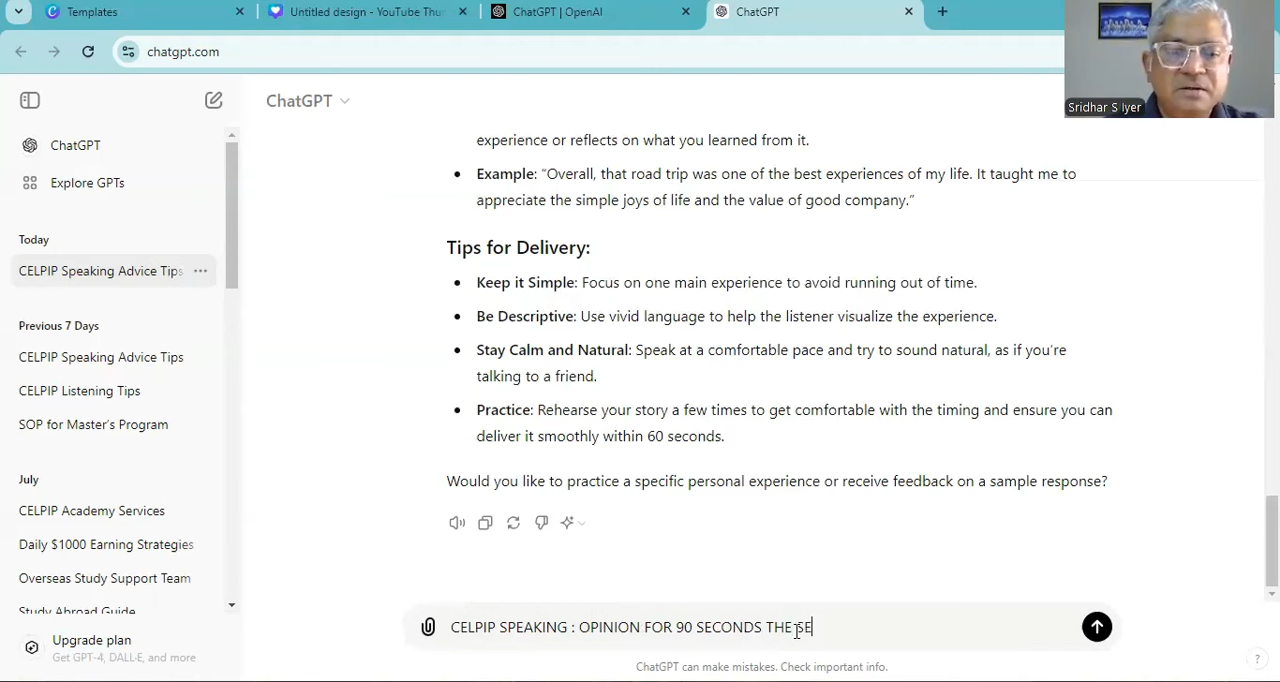 Templates
Untitled design - YouTube Thur
ChatGPT | OpenAI
ChatGPT
chatgpt.com
Sridhar S Iyer
ChatGPT
ChatGPT
Explore GPTs
Today
CELPIP Speaking Advice Tips
Previous 7 Days
CELPIP Speaking Advice Tips
CELPIP Listening Tips
SOP for Master's Program
July
CELPIP Academy Services
Daily $1000 Earning Strategies
Overseas Study Support Team
Study Abroad Guide
Upgrade plan
Get GPT-4, DALL·E, and more
experience or reflects on what you learned from it.
• Example: “Overall, that road trip was one of the best experiences of my life. It taught me to
appreciate the simple joys of life and the value of good company.”
Tips for Delivery:
• Keep it Simple: Focus on one main experience to avoid running out of time.
• Be Descriptive: Use vivid language to help the listener visualize the experience.
• Stay Calm and Natural: Speak at a comfortable pace and try to sound natural, as if you’re
talking to a friend.
• Practice: Rehearse your story a few times to get comfortable with the timing and ensure you can
deliver it smoothly within 60 seconds.
Would you like to practice a specific personal experience or receive feedback on a sample response?
CELPIP SPEAKING : OPINION FOR 90 SECONDS THE SE
ChatGPT can make mistakes. Check important info.
?